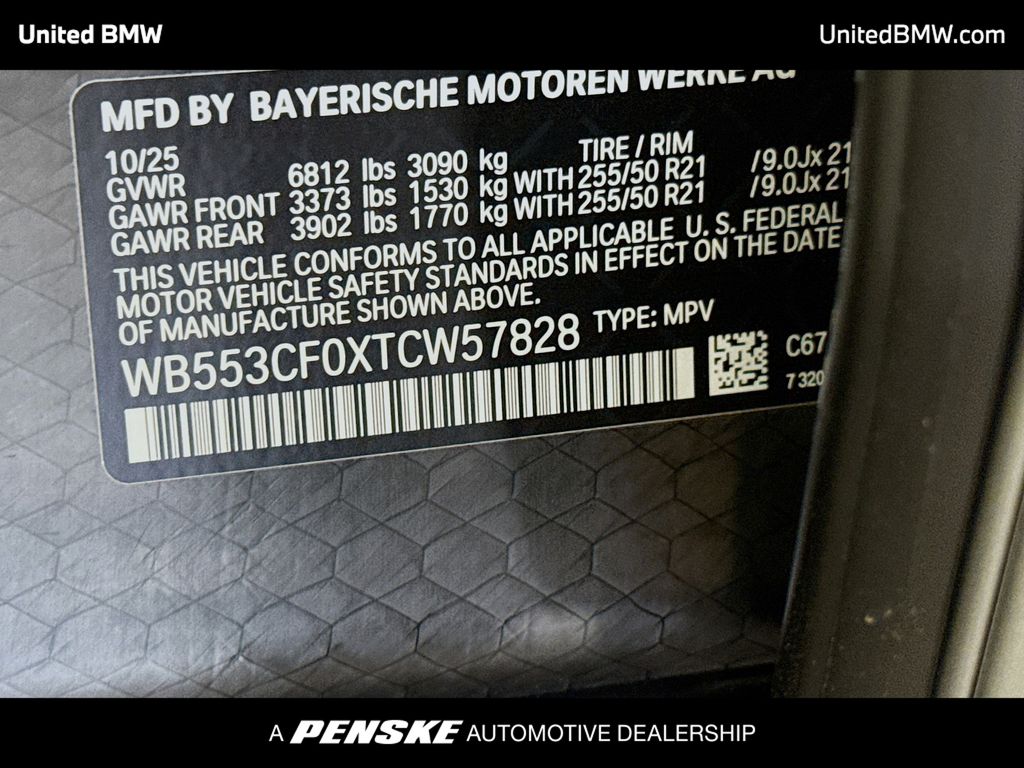 United BMW
UnitedBMW.com
MFD BY BAYERISCHE MOTOREN WERKE AG
10/25
TIRE / RIM
GVWR 6812 lbs 3090 kg
GAWR FRONT 3373 lbs 1530 kg WITH 255/50 R21 /9.0Jx 21
GAWR REAR 3902 lbs 1770 kg WITH 255/50 R21 /9.0Jx 21
THIS VEHICLE CONFORMS TO ALL APPLICABLE U. S. FEDERAL
MOTOR VEHICLE SAFETY STANDARDS IN EFFECT ON THE DATE
OF MANUFACTURE SHOWN ABOVE.
WB553CF0XTCW57828 TYPE: MPV
C67
7 320
A PENSKE AUTOMOTIVE DEALERSHIP